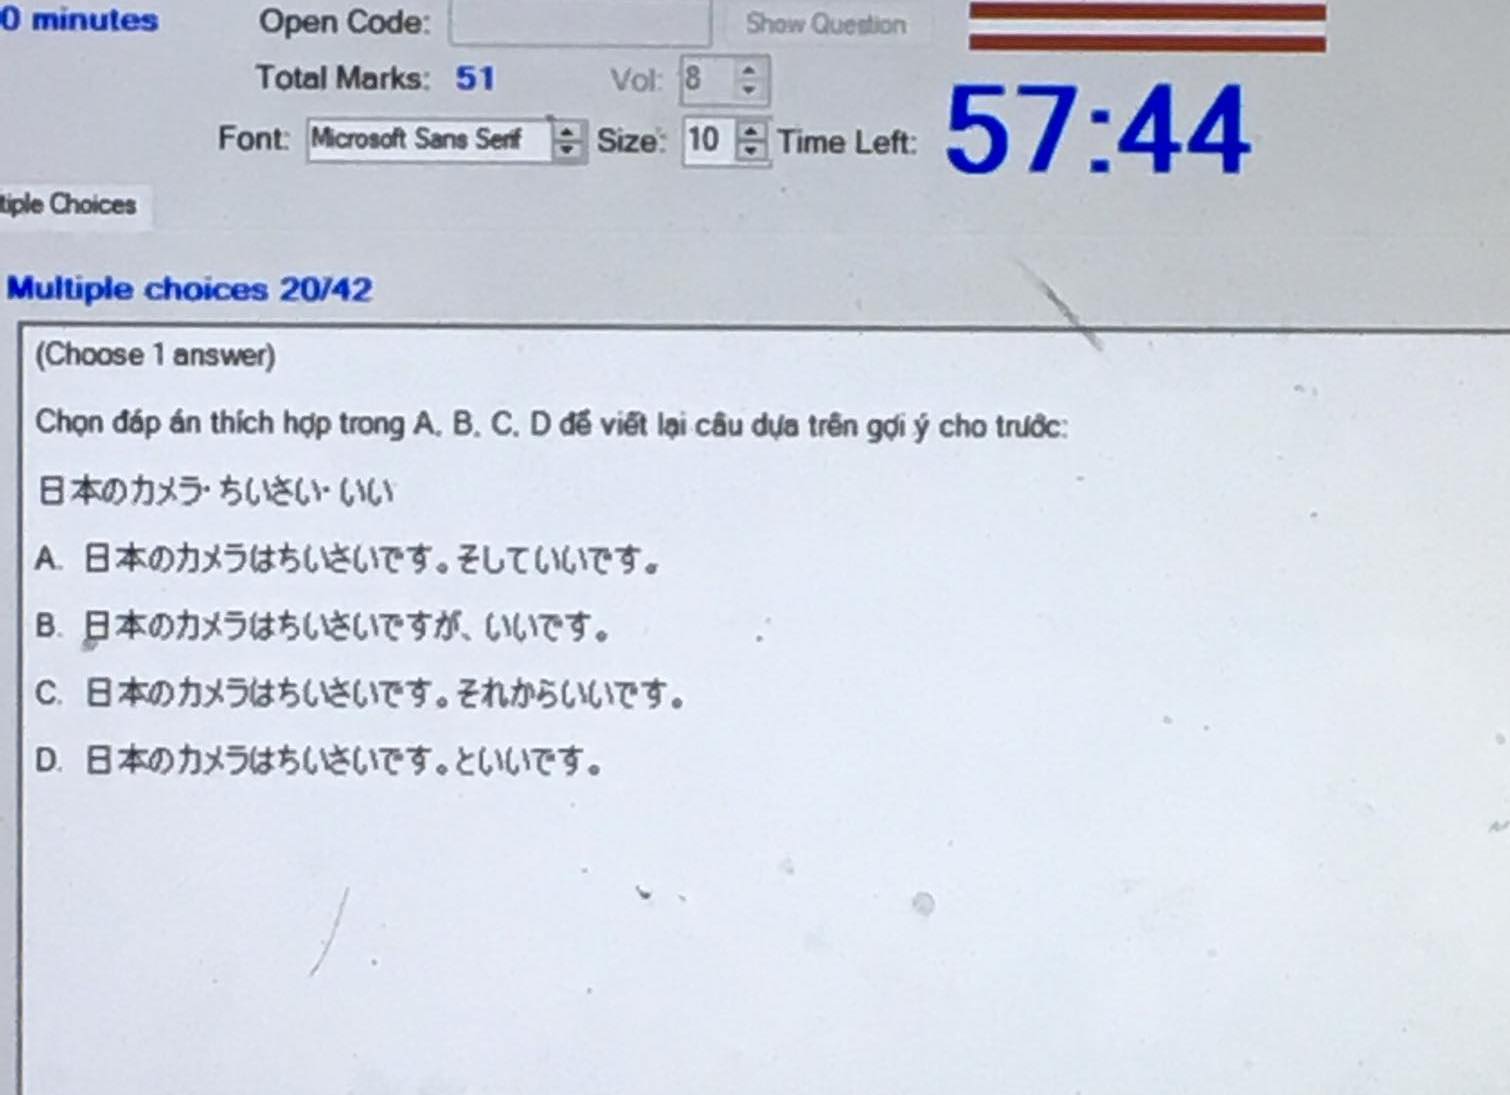 0 minutes
Open Code:
Show Question
Total Marks: 51
Vol: 8
Font: Microsoft Sans Serif
Size: 10
Time Left: 57:44
tiple Choices
Multiple choices 20/42
(Choose 1 answer)
Chọn đáp án thích hợp trong A, B, C, D để viết lại câu dựa trên gợi ý cho trước:
日本のカメラ・ちいさい・いい
A. 日本のカメラはちいさいです。そしていいです。
B. 日本のカメラはちいさいですが、いいです。
C. 日本のカメラはちいさいです。それからいいです。
D. 日本のカメラはちいさいです。といいです。